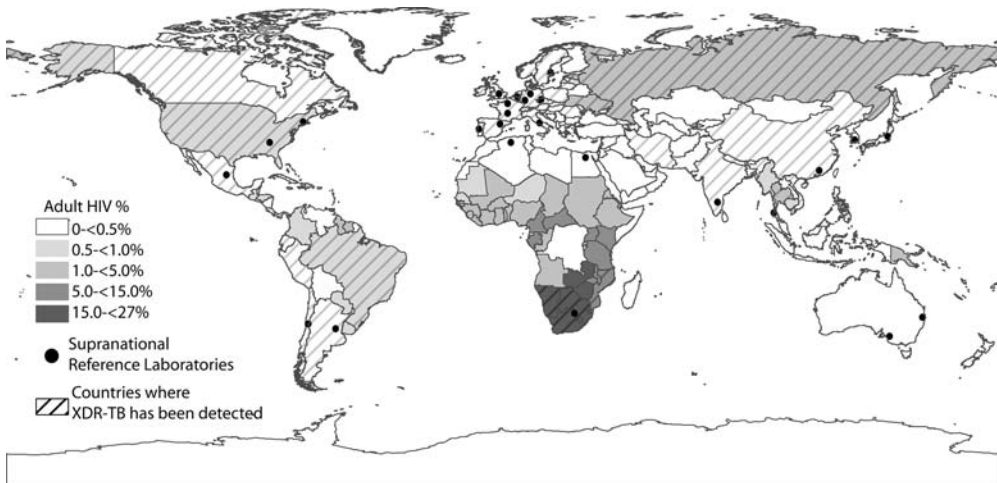 Adult HIV %
0-<0.5%
0.5-<1.0%
1.0-<5.0%
5.0-<15.0%
15.0-<27%
Supranational
Reference Laboratories
Countries where
XDR-TB has been detected